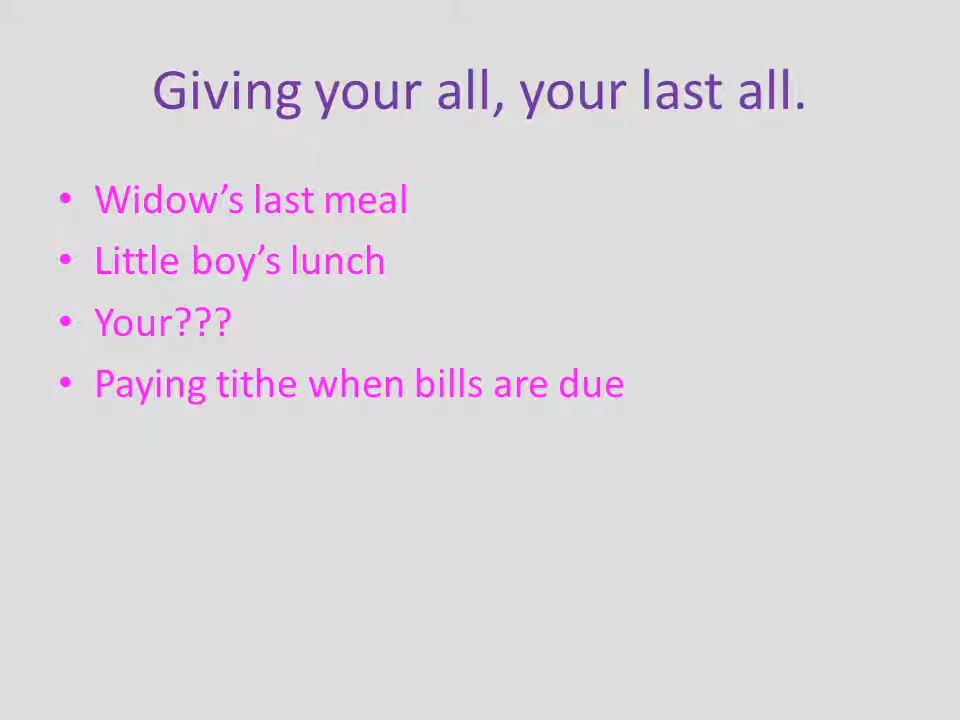 Giving your all, your last all.
• Widow’s last meal
• Little boy’s lunch
• Your???
• Paying tithe when bills are due